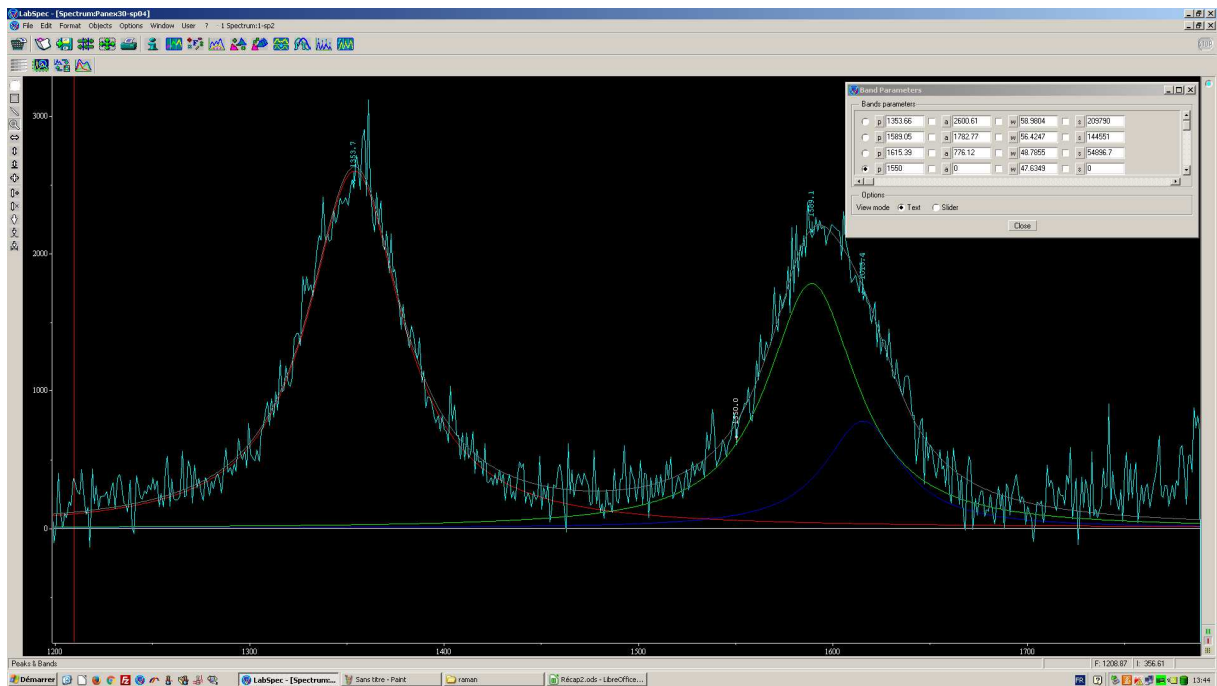 LabSpec - [Spectrum:Panex30-sp04]
File Edit Format Objects Options Window User ? - 1 Spectrum:1-sp2
Band Parameters
Bands parameters
p 1353.66 a 2600.61 w 58.9804 s 209790
p 1589.05 a 1782.77 w 56.4247 s 144551
p 1615.39 a 776.12 w 48.7855 s 54896.7
p 1550 a 0 w 47.6349 s 0
Options
View mode Text Slider
Close
3000
2000
1000
0
1353.7
1589.1
1615.4
1550.0
1200 1300 1400 1500 1600 1700
Peaks & Bands
F: 1208.87 I: 356.61
Démarrer
LabSpec - [Spectrum:...
Sans titre - Paint
raman
Récap2.ods - LibreOffice...
FR
13:44